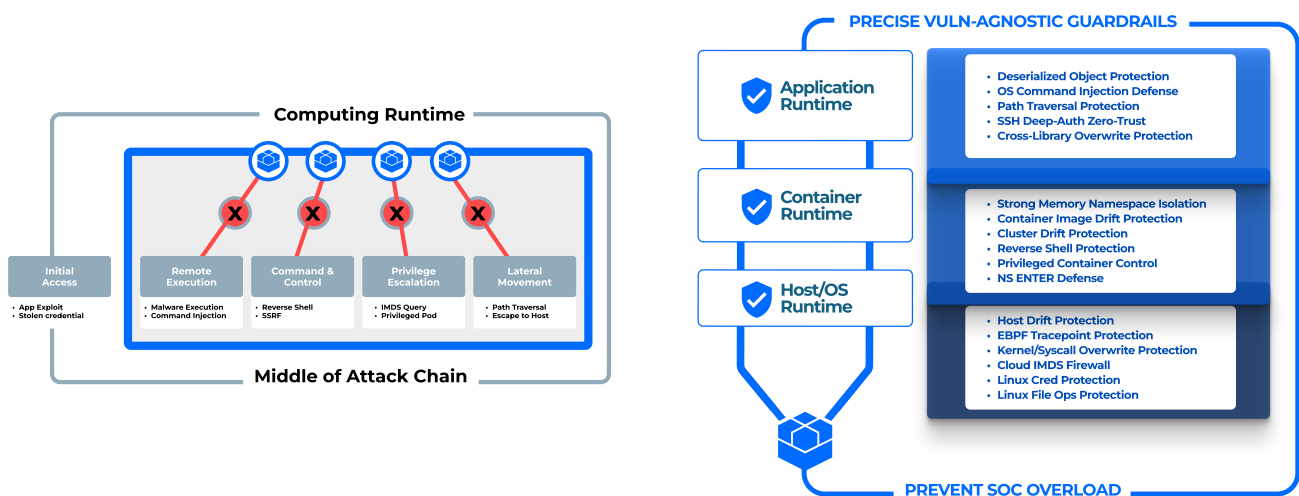 Computing Runtime
X X X X
Initial
Access
• App Exploit
• Stolen credential
Remote
Execution
• Malware Execution
• Command Injection
Command &
Control
• Reverse Shell
• SSRF
Privilege
Escalation
• IMDS Query
• Privileged Pod
Lateral
Movement
• Path Traversal
• Escape to Host
Middle of Attack Chain
PRECISE VULN-AGNOSTIC GUARDRAILS
Application
Runtime
• Deserialized Object Protection
• OS Command Injection Defense
• Path Traversal Protection
• SSH Deep-Auth Zero-Trust
• Cross-Library Overwrite Protection
Container
Runtime
• Strong Memory Namespace Isolation
• Container Image Drift Protection
• Cluster Drift Protection
• Reverse Shell Protection
• Privileged Container Control
• NS ENTER Defense
Host/OS
Runtime
• Host Drift Protection
• EBPF Tracepoint Protection
• Kernel/Syscall Overwrite Protection
• Cloud IMDS Firewall
• Linux Cred Protection
• Linux File Ops Protection
PREVENT SOC OVERLOAD